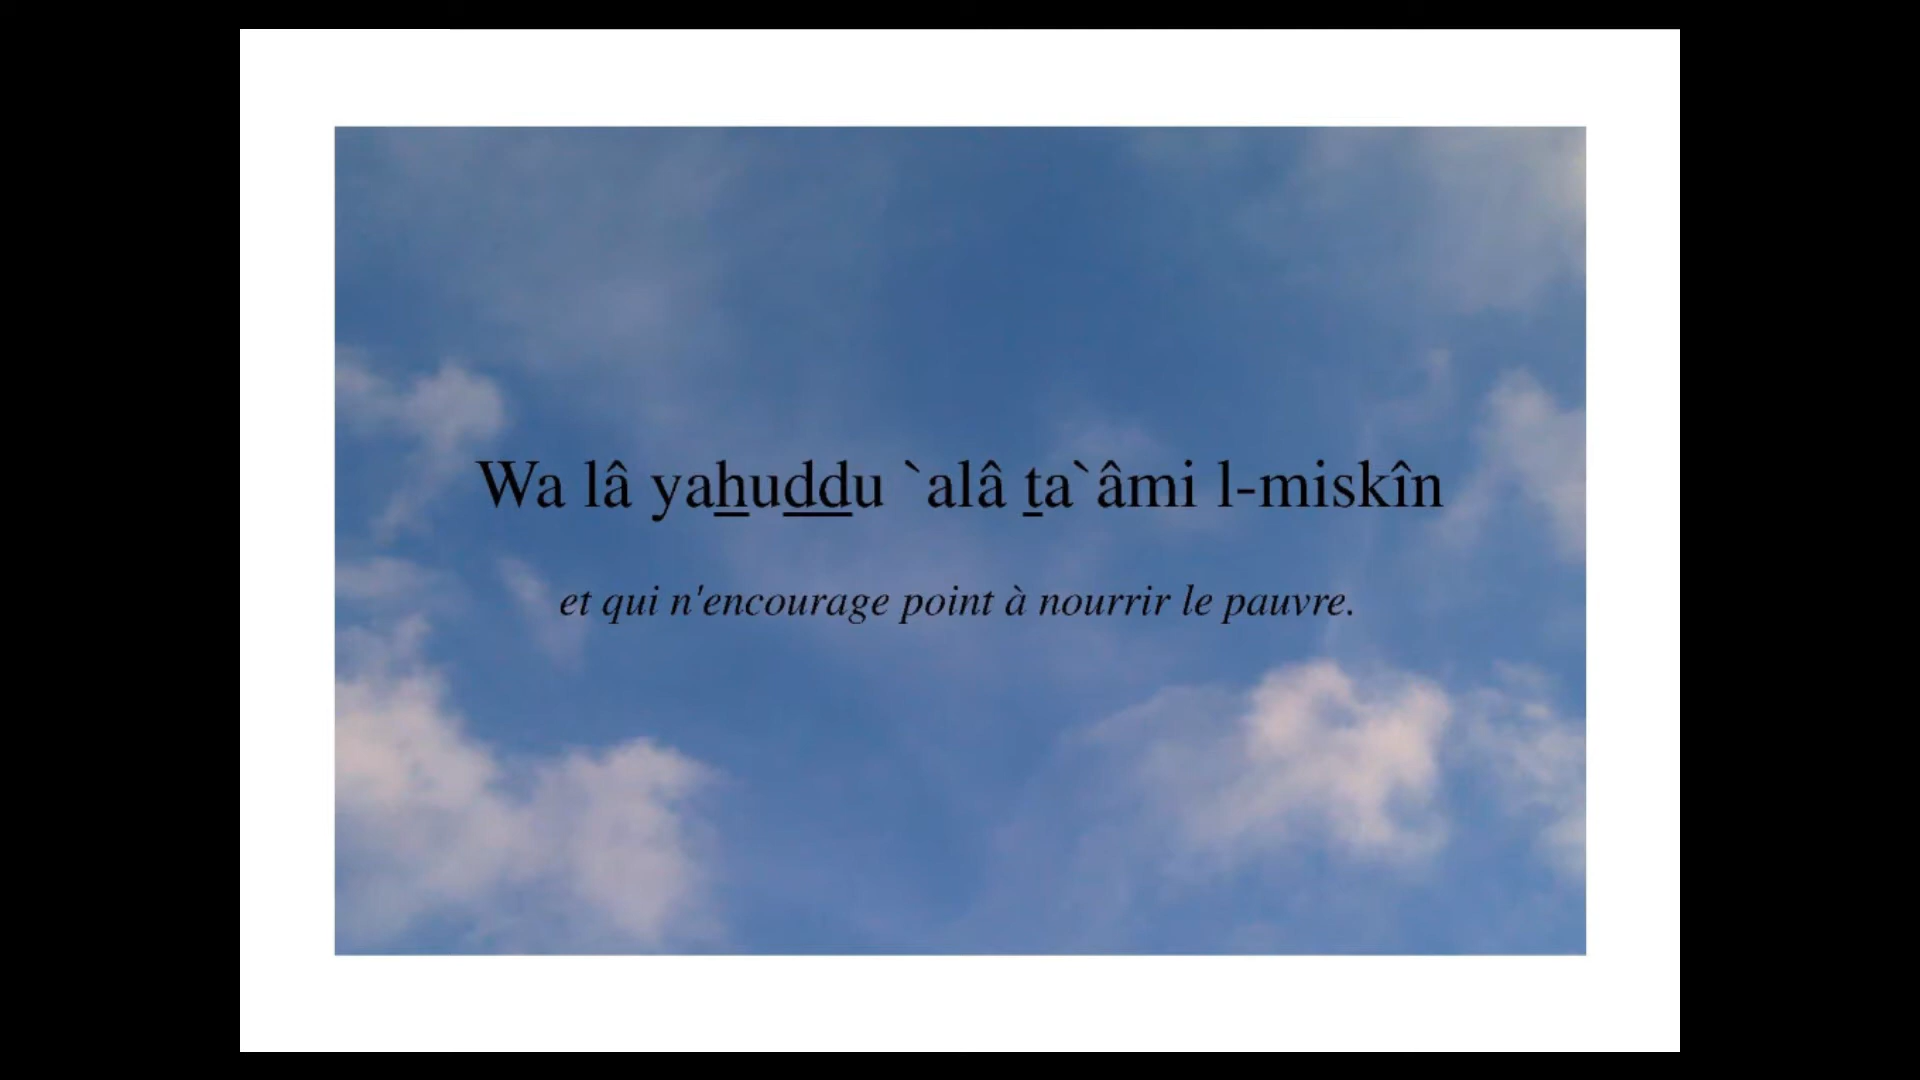 Wa lâ yahuddu `alâ ta`âmi l-miskîn
et qui n'encourage point à nourrir le pauvre.